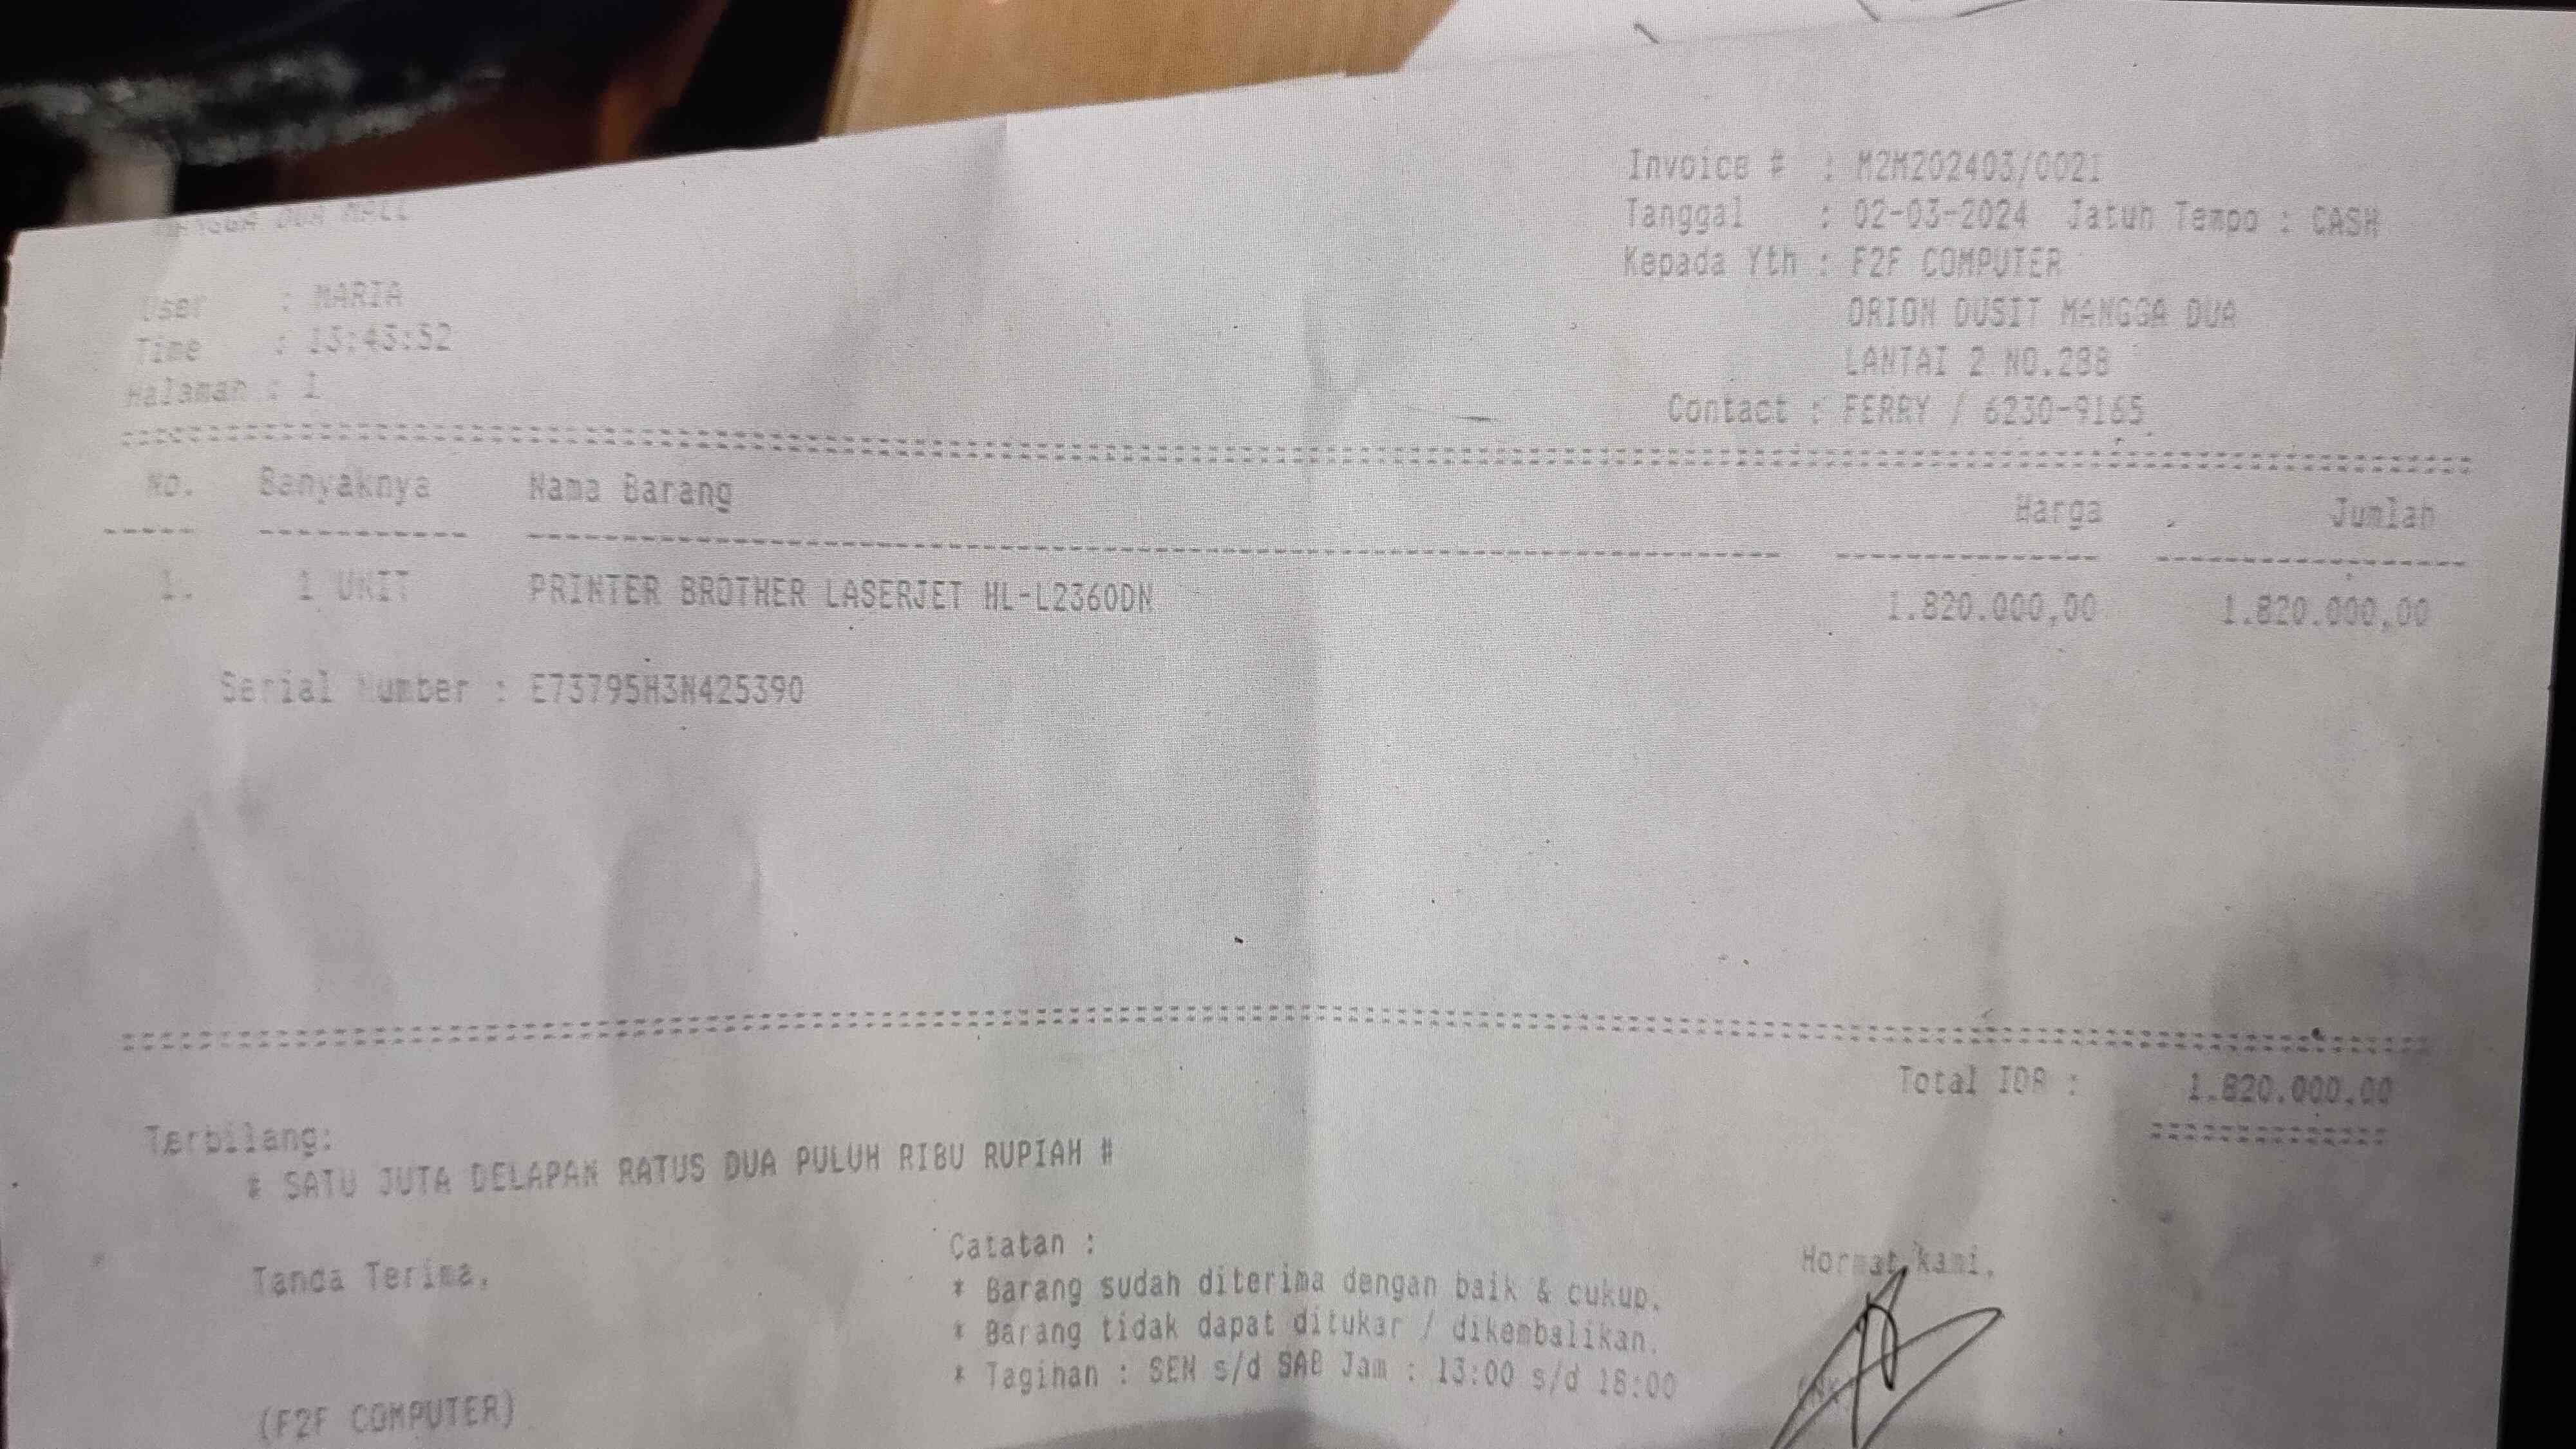 MANGGA DUA MALL
Invoice # : M2M202403/0021
Tanggal : 02-03-2024 Jatuh Tempo : CASH
Kepada Yth : F2F COMPUTER
ORION DUSIT MANGGA DUA
LANTAI 2 NO.288
Contact : FERRY / 6230-9165
User : MARIA
Time : 13:43:52
Halaman : 1
No. Banyaknya Nama Barang Harga Jumlah
1. 1 UNIT PRINTER BROTHER LASERJET HL-L2360DN 1.820.000,00 1.820.000,00
Serial Number : E73795H3N425390
Total IDR : 1.820.000,00
Terbilang:
# SATU JUTA DELAPAN RATUS DUA PULUH RIBU RUPIAH #
Tanda Terima,
(F2F COMPUTER)
Catatan :
* Barang sudah diterima dengan baik & cukup.
* Barang tidak dapat ditukar / dikembalikan.
* Tagihan : SEN s/d SAB Jam : 13:00 s/d 18:00
Hormat kami,